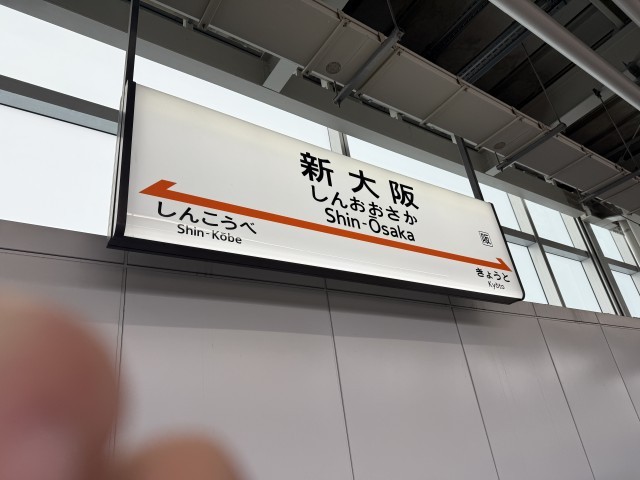 新大阪
しんおおさか
Shin-Ōsaka
しんこうべ
Shin-Kōbe
阪
きょうと
Kyōto